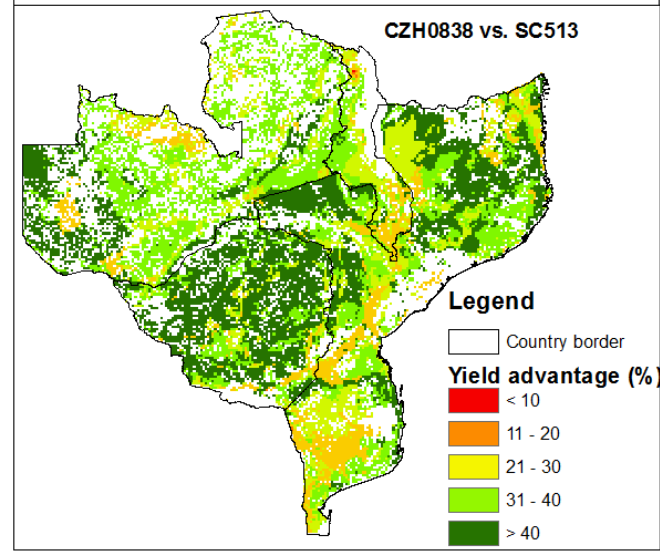 CZH0838 vs. SC513
Legend
Country border
Yield advantage (%)
< 10
11 - 20
21 - 30
31 - 40
> 40